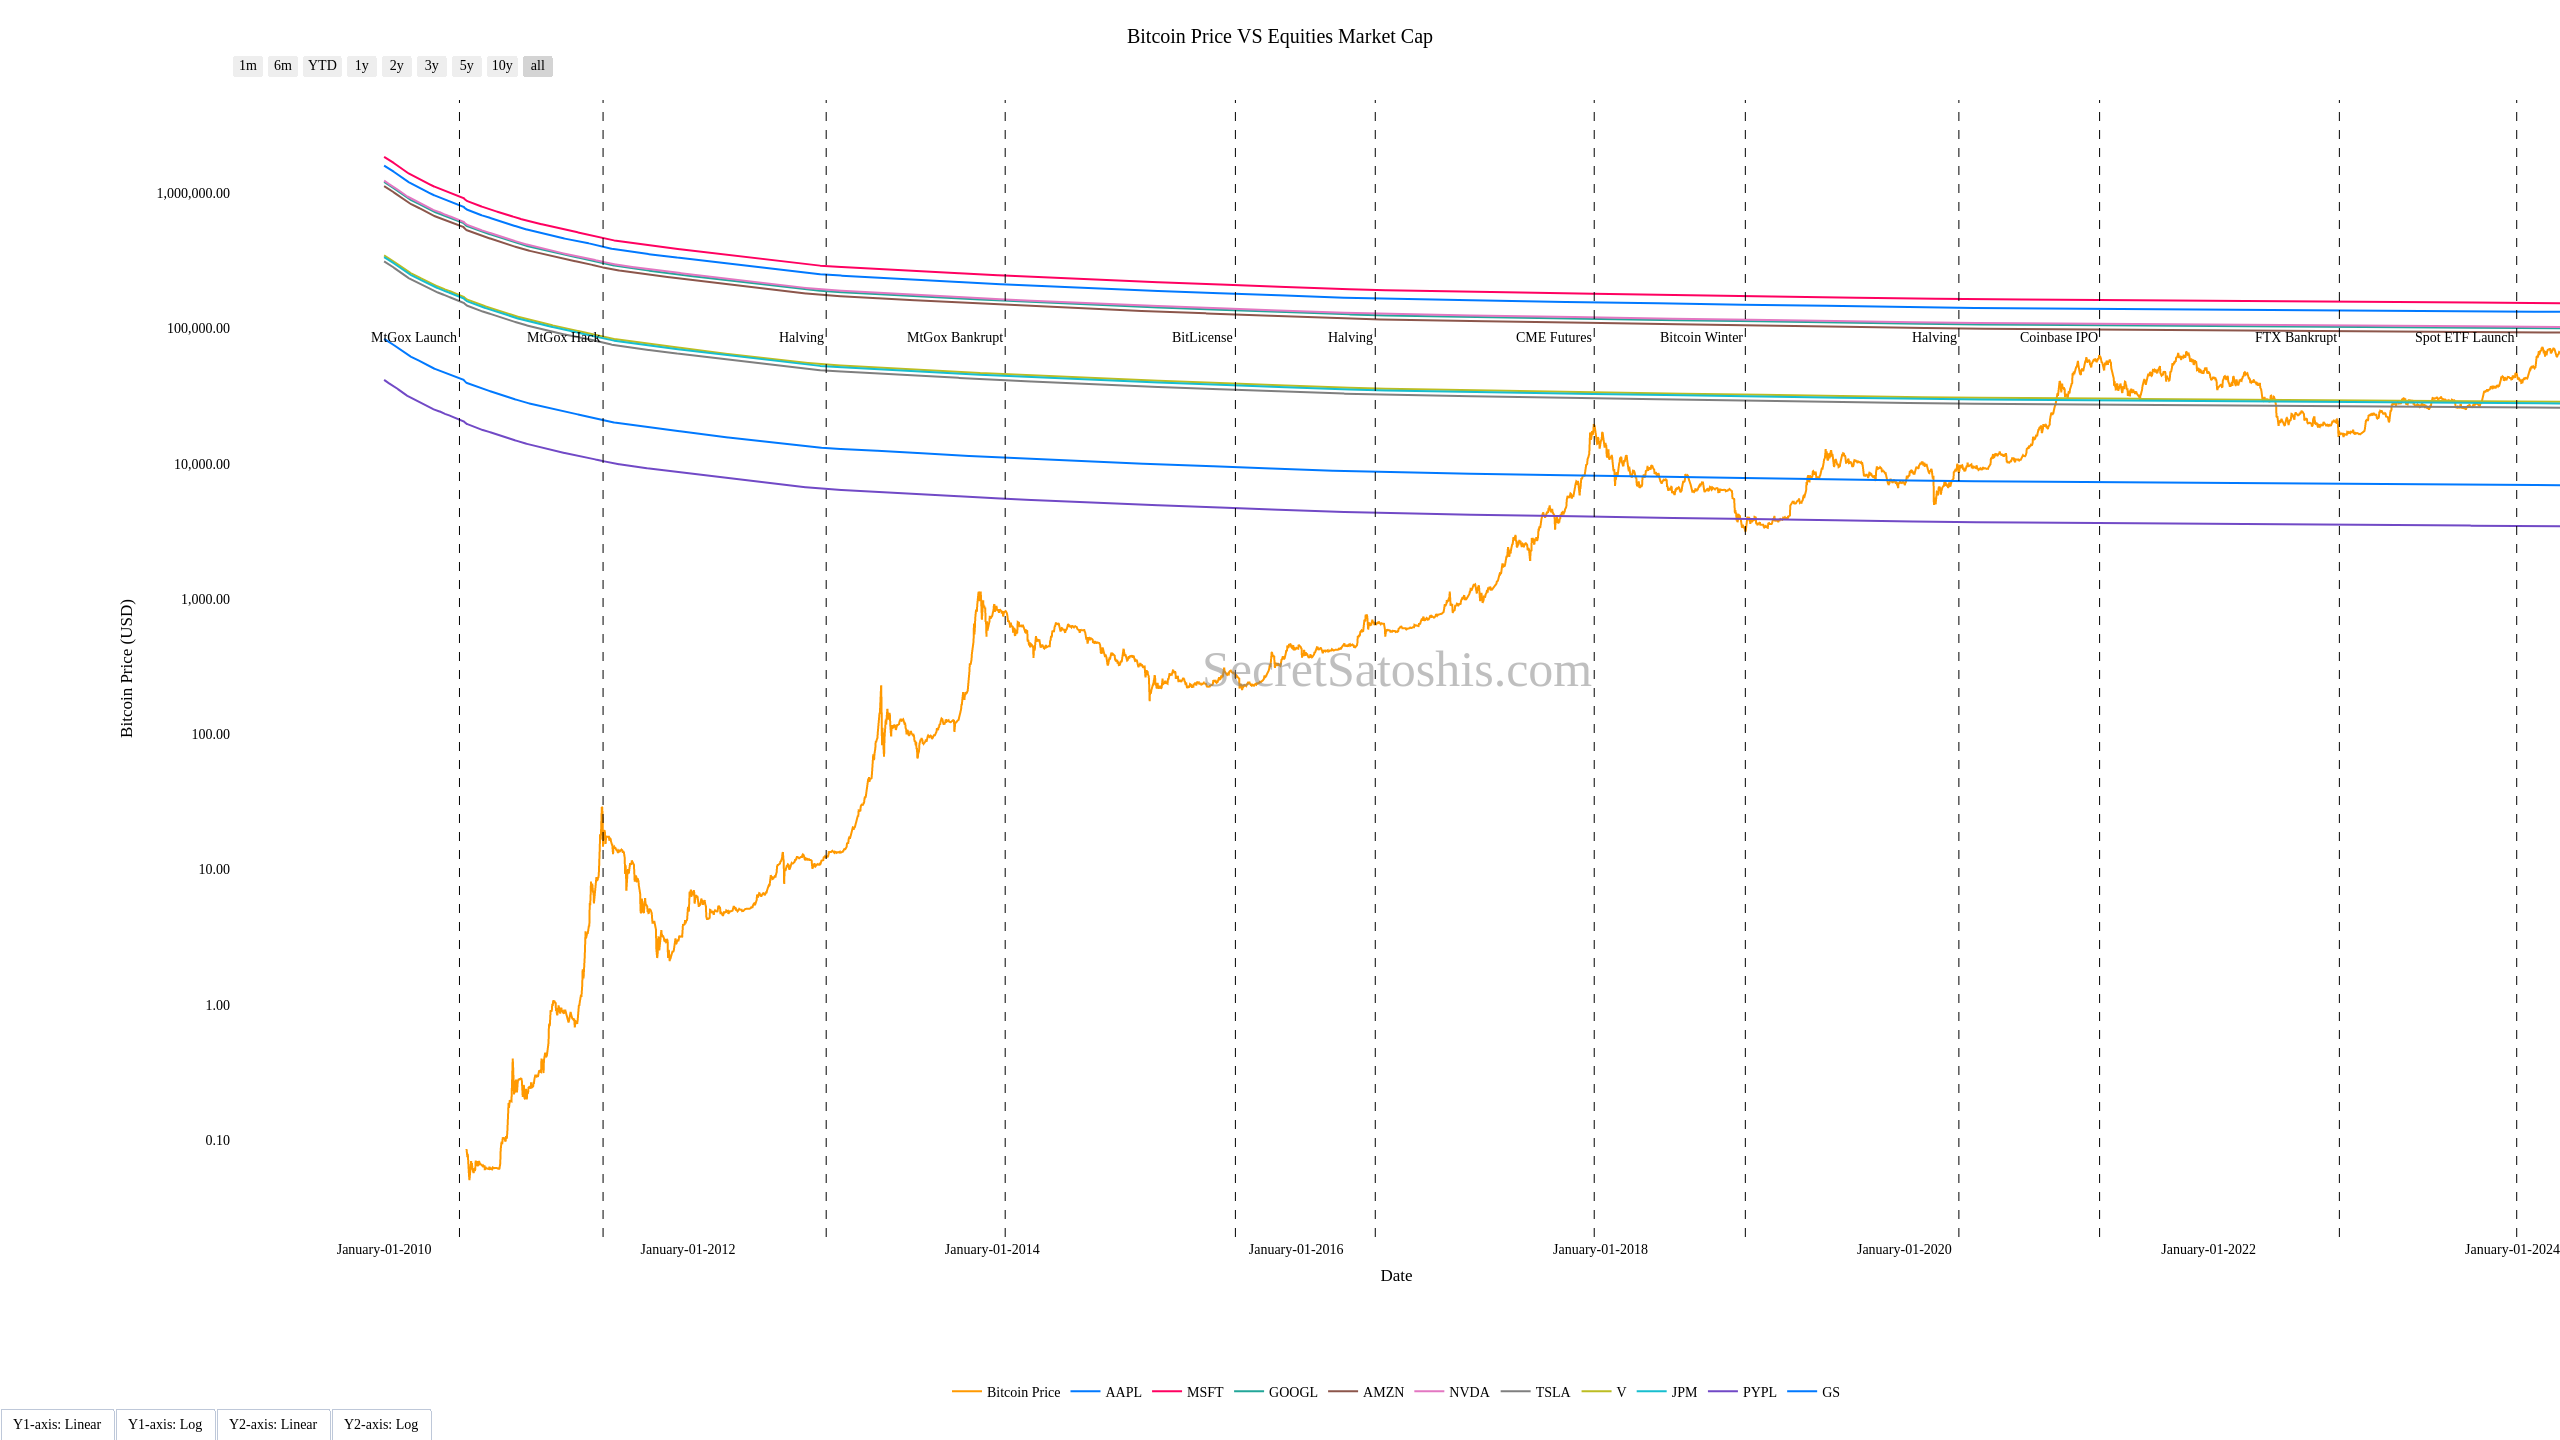 Bitcoin Price VS Equities Market Cap
1m 6m YTD 1y 2y 3y 5y 10y all
1,000,000.00
100,000.00
MtGox Launch MtGox Hack Halving MtGox Bankrupt BitLicense Halving CME Futures Bitcoin Winter Halving Coinbase IPO FTX Bankrupt Spot ETF Launch
10,000.00
1,000.00
Bitcoin Price (USD)
SecretSatoshis.com
100.00
10.00
1.00
0.10
January-01-2010 January-01-2012 January-01-2014 January-01-2016 January-01-2018 January-01-2020 January-01-2022 January-01-2024
Date
Bitcoin Price AAPL MSFT GOOGL AMZN NVDA TSLA V JPM PYPL GS
Y1-axis: Linear Y1-axis: Log Y2-axis: Linear Y2-axis: Log